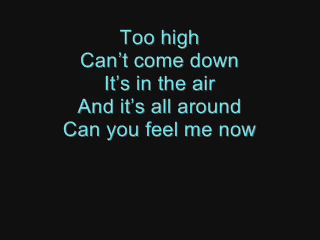 Too high
Can’t come down
It’s in the air
And it’s all around
Can you feel me now